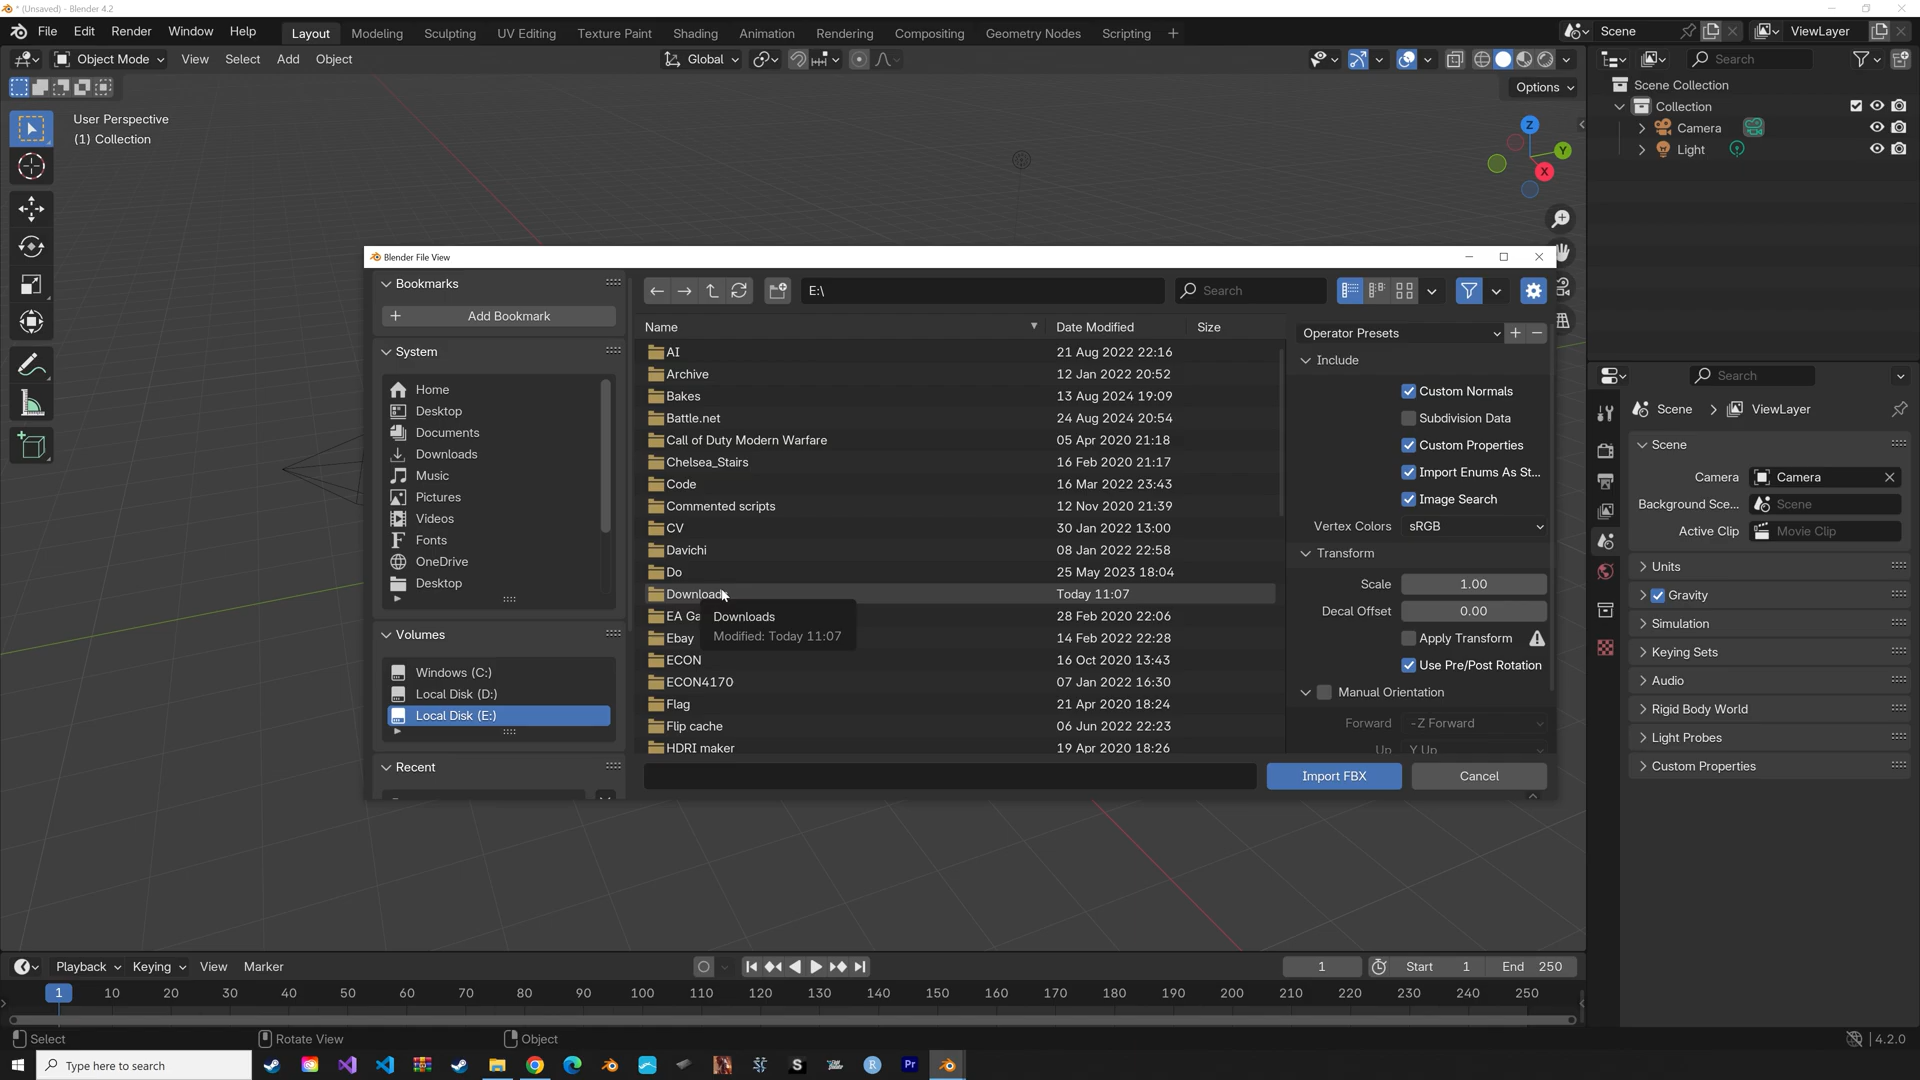 * (Unsaved) - Blender 4.2
File Edit Render Window Help Layout Modeling Sculpting UV Editing Texture Paint Shading Animation Rendering Compositing Geometry Nodes Scripting + Scene ViewLayer
Object Mode View Select Add Object Global Search
Options
User Perspective
(1) Collection
Z
Y
X
Scene Collection
Collection
Camera
Light
Blender File View
Bookmarks
Add Bookmark
System
Home
Desktop
Documents
Downloads
Music
Pictures
Videos
Fonts
OneDrive
Desktop
Volumes
Windows (C:)
Local Disk (D:)
Local Disk (E:)
Recent
E:\ Search
Name Date Modified Size
AI 21 Aug 2022 22:16
Archive 12 Jan 2022 20:52
Bakes 13 Aug 2024 19:09
Battle.net 24 Aug 2024 20:54
Call of Duty Modern Warfare 05 Apr 2020 21:18
Chelsea_Stairs 16 Feb 2020 21:17
Code 16 Mar 2022 23:43
Commented scripts 12 Nov 2020 21:39
CV 30 Jan 2022 13:00
Davichi 08 Jan 2022 22:58
Do 25 May 2023 18:04
Download Today 11:07
EA Ga 28 Feb 2020 22:06
Downloads
Modified: Today 11:07
Ebay 14 Feb 2022 22:28
ECON 16 Oct 2020 13:43
ECON4170 07 Jan 2022 16:30
Flag 21 Apr 2020 18:24
Flip cache 06 Jun 2022 22:23
HDRI maker 19 Apr 2020 18:26
Operator Presets
Include
Custom Normals
Subdivision Data
Custom Properties
Import Enums As St...
Image Search
Vertex Colors sRGB
Transform
Scale 1.00
Decal Offset 0.00
Apply Transform
Use Pre/Post Rotation
Manual Orientation
Forward -Z Forward
Up Y Up
Import FBX Cancel
Search
Scene > ViewLayer
Scene
Camera Camera
Background Sce... Scene
Active Clip Movie Clip
Units
Gravity
Simulation
Keying Sets
Audio
Rigid Body World
Light Probes
Custom Properties
Playback Keying View Marker 1 Start 1 End 250
1 10 20 30 40 50 60 70 80 90 100 110 120 130 140 150 160 170 180 190 200 210 220 230 240 250
Select Rotate View Object 4.2.0
Type here to search S R Pr